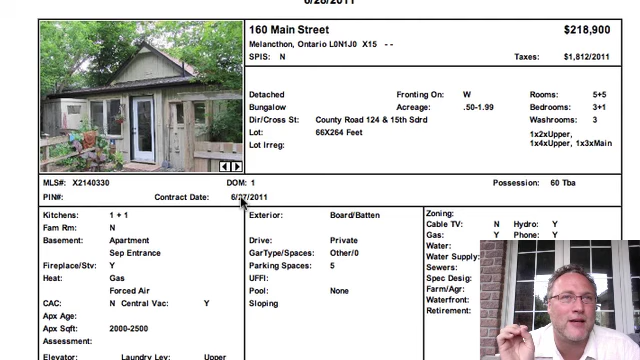 6/28/2011
160 Main Street $218,900
Melancthon, Ontario L0N1J0 X15 - -
SPIS: N Taxes: $1,812/2011
Detached Fronting On: W Rooms: 5+5
Bungalow Acreage: .50-1.99 Bedrooms: 3+1
Dir/Cross St: County Road 124 & 15th Sdrd Washrooms: 3
Lot: 66X264 Feet 1x2xUpper,
Lot Irreg: 1x4xUpper, 1x3xMain
MLS#: X2140330 DOM: 1 Possession: 60 Tba
PIN#: Contract Date: 6/27/2011
Kitchens: 1 + 1 Exterior: Board/Batten Zoning:
Fam Rm: N Cable TV: N Hydro: Y
Basement: Apartment Drive: Private Gas: Y Phone: Y
Sep Entrance GarType/Spaces: Other/0 Water:
Fireplace/Stv: Y Parking Spaces: 5 Water Supply:
Heat: Gas UFFI: Sewers:
Forced Air Pool: None Spec Desig:
CAC: N Central Vac: Y Sloping Farm/Agr:
Apx Age: Waterfront:
Apx Sqft: 2000-2500 Retirement:
Assessment:
Elevator: Laundry Lev: Upper